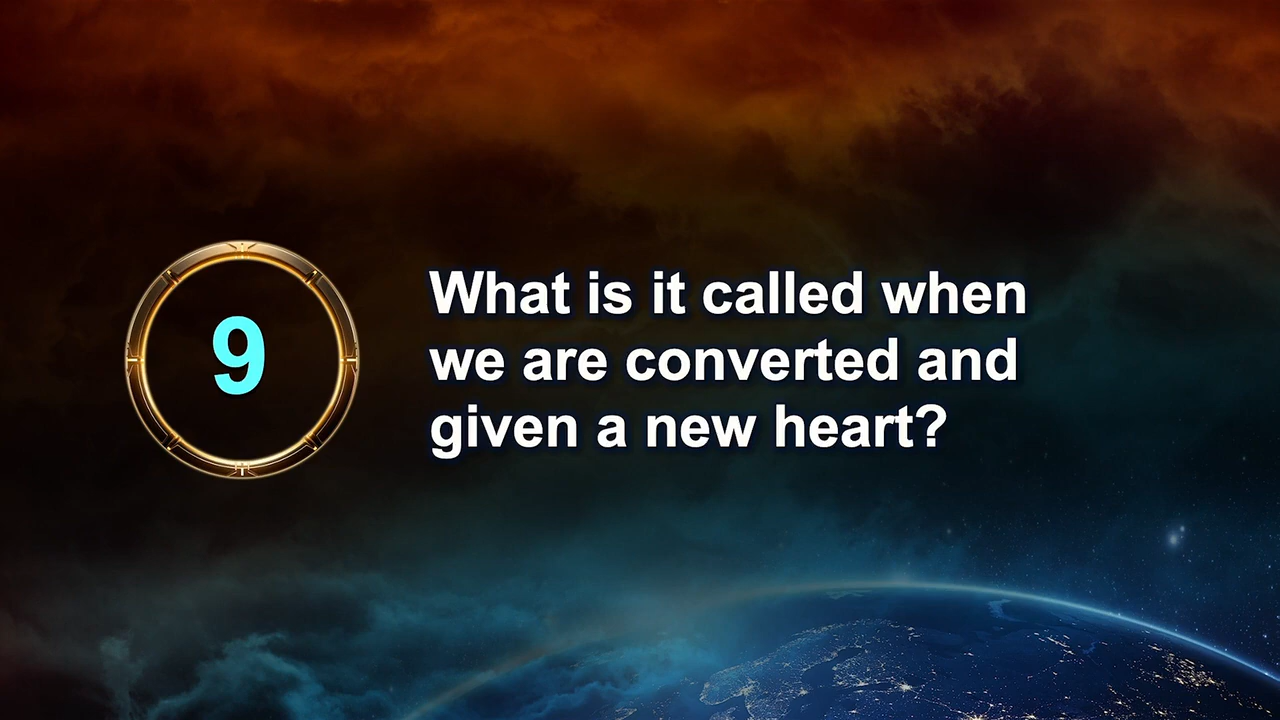 9
What is it called when
we are converted and
given a new heart?